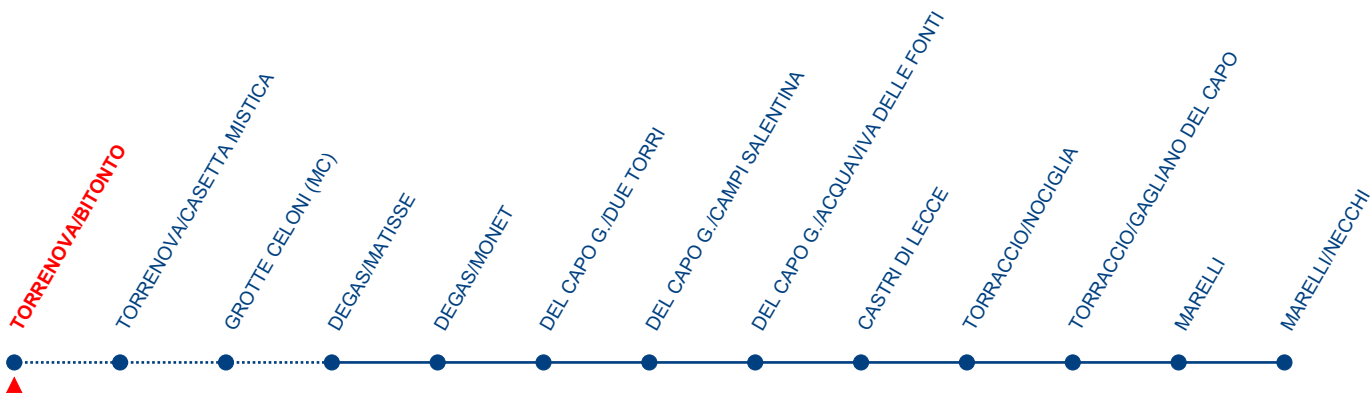 TORRENOVA/BITONTO
TORRENOVA/CASETTA MISTICA
GROTTE CELONI (MC)
DEGAS/MATISSE
DEGAS/MONET
DEL CAPO G./DUE TORRI
DEL CAPO G./CAMPI SALENTINA
DEL CAPO G./ACQUAVIVA DELLE FONTI
CASTRI DI LECCE
TORRACCIO/NOCIGLIA
TORRACCIO/GAGLIANO DEL CAPO
MARELLI
MARELLI/NECCHI